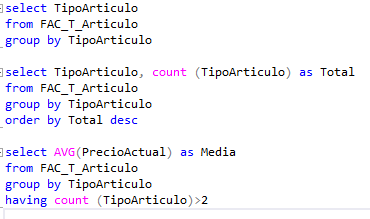 select TipoArticulo
from FAC_T_Articulo
group by TipoArticulo
select TipoArticulo, count (TipoArticulo) as Total
from FAC_T_Articulo
group by TipoArticulo
order by Total desc
select AVG(PrecioActual) as Media
from FAC_T_Articulo
group by TipoArticulo
having count (TipoArticulo)>2